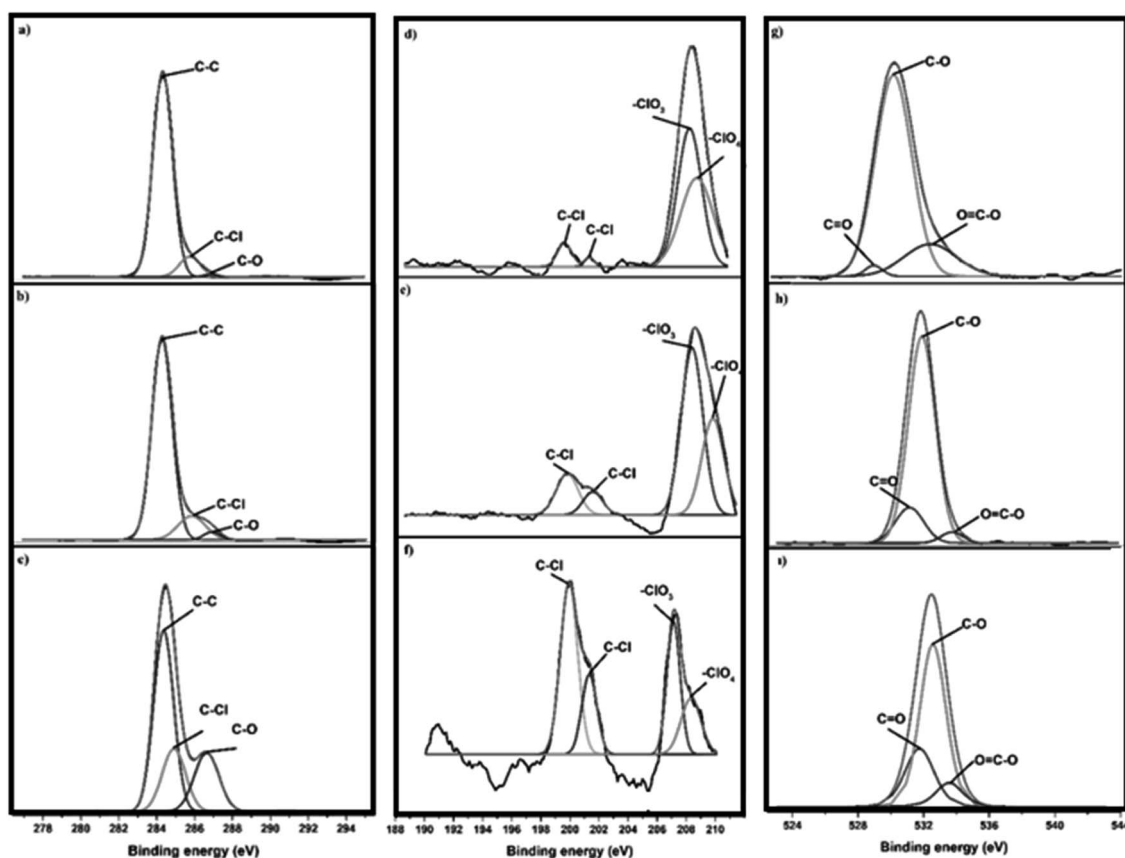 a)
C-C
C-Cl
C-O
b)
C-C
C-Cl
C-O
c)
C-C
C-Cl
C-O
276 278 280 282 284 286 288 290 292 294
Binding energy (eV)
d)
-ClO₃
-ClO₄
C-Cl
C-Cl
e)
-ClO₃
-ClO
C-Cl
C-Cl
f)
C-Cl
-ClO₃
C-Cl
-ClO₄
188 190 192 194 196 198 200 202 204 206 208 210
Binding energy (eV)
g)
C-O
C=O
O=C-O
h)
C-O
C=O
O=C-O
ı)
C-O
C=O
O=C-O
524 528 532 536 540 544
Binding energy (eV)